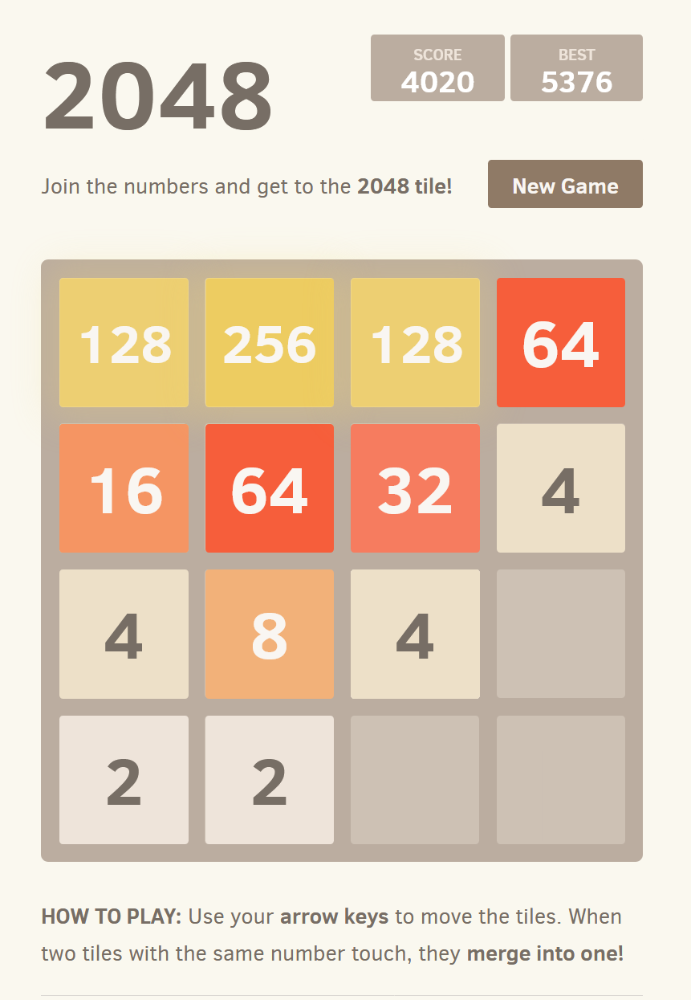 2048
SCORE
4020
BEST
5376
Join the numbers and get to the 2048 tile!
New Game
128 256 128 64
16 64 32 4
4 8 4
2 2
HOW TO PLAY: Use your arrow keys to move the tiles. When
two tiles with the same number touch, they merge into one!